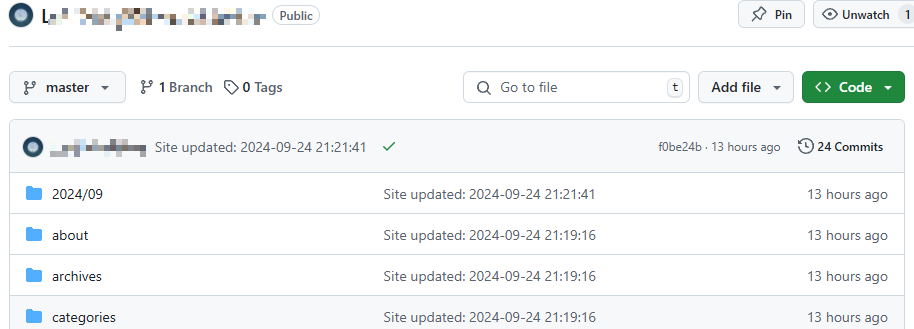 Public Pin Unwatch 1
master 1 Branch 0 Tags Go to file t Add file Code
Site updated: 2024-09-24 21:21:41 f0be24b · 13 hours ago 24 Commits
2024/09 Site updated: 2024-09-24 21:21:41 13 hours ago
about Site updated: 2024-09-24 21:19:16 13 hours ago
archives Site updated: 2024-09-24 21:19:16 13 hours ago
categories Site updated: 2024-09-24 21:19:16 13 hours ago